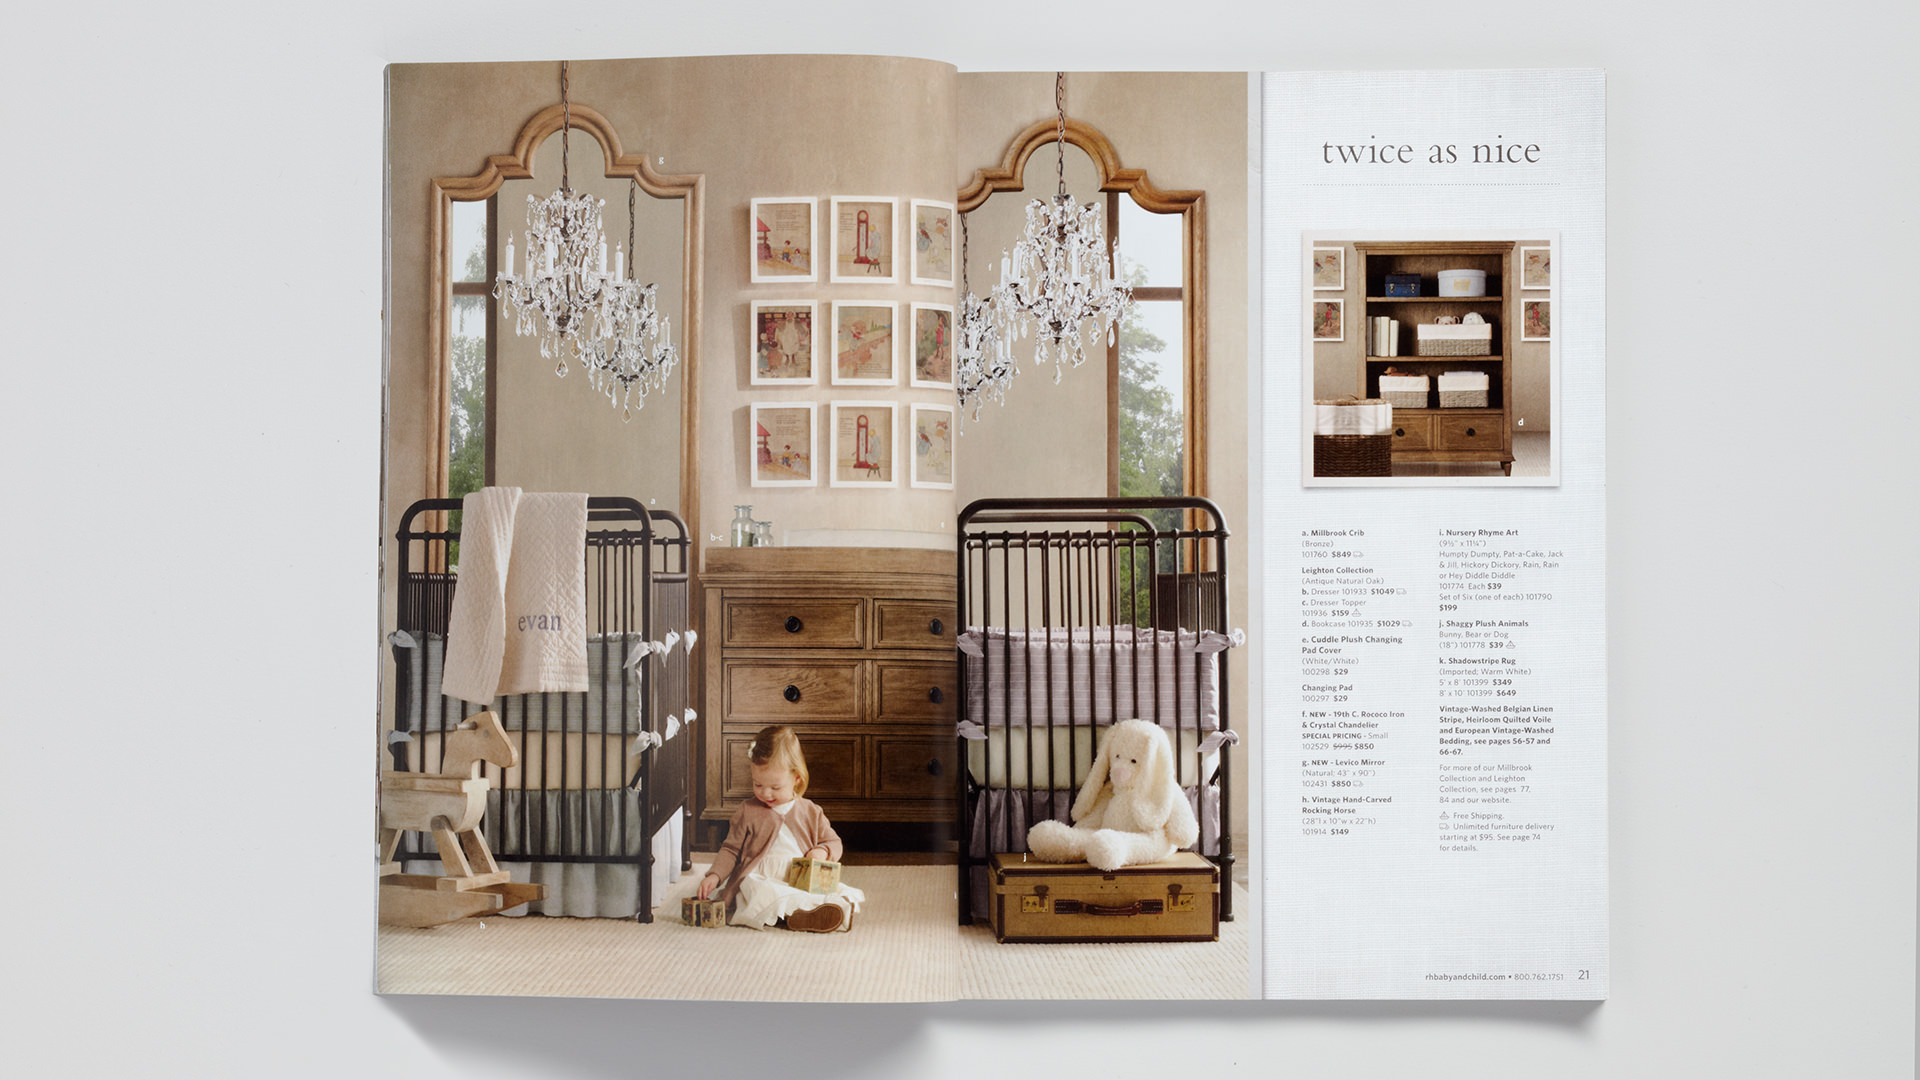 g
a
evan
b-c
e
h
j
twice as nice
d
a. Millbrook Crib
(Bronze)
101760 $849
Leighton Collection
(Antique Natural Oak)
b. Dresser 101933 $1049
c. Dresser Topper
101936 $159
d. Bookcase 101935 $1029
e. Cuddle Plush Changing
Pad Cover
(White/White)
100298 $29
Changing Pad
100297 $29
f. NEW - 19th C. Rococo Iron
& Crystal Chandelier
SPECIAL PRICING - Small
102529 $995 $850
g. NEW - Levico Mirror
(Natural; 43" x 90")
102431 $850
h. Vintage Hand-Carved
Rocking Horse
(28"l x 10"w x 22"h)
101914 $149
i. Nursery Rhyme Art
(9½" x 11¼")
Humpty Dumpty, Pat-a-Cake, Jack
& Jill, Hickory Dickory, Rain, Rain
or Hey Diddle Diddle
101774 Each $39
Set of Six (one of each) 101790
$199
j. Shaggy Plush Animals
Bunny, Bear or Dog
(18") 101778 $39
k. Shadowstripe Rug
(Imported; Warm White)
5' x 8' 101399 $349
8' x 10' 101399 $649
Vintage-Washed Belgian Linen
Stripe, Heirloom Quilted Voile
and European Vintage-Washed
Bedding, see pages 56-57 and
66-67.
For more of our Millbrook
Collection and Leighton
Collection, see pages 77,
84 and our website.
Free Shipping.
Unlimited furniture delivery
starting at $95. See page 74
for details.
rhbabyandchild.com • 800.762.1751 21